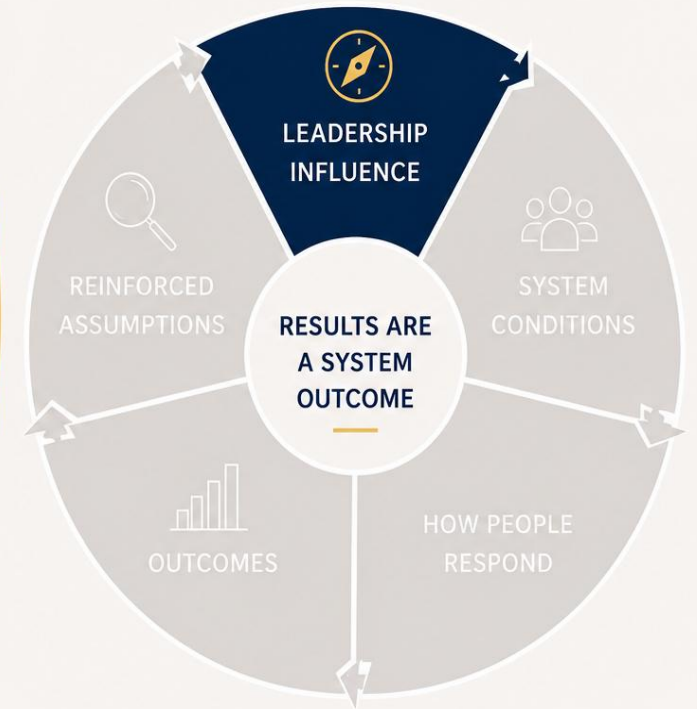 LEADERSHIP
INFLUENCE
SYSTEM
CONDITIONS
HOW PEOPLE
RESPOND
OUTCOMES
REINFORCED
ASSUMPTIONS
RESULTS ARE
A SYSTEM
OUTCOME